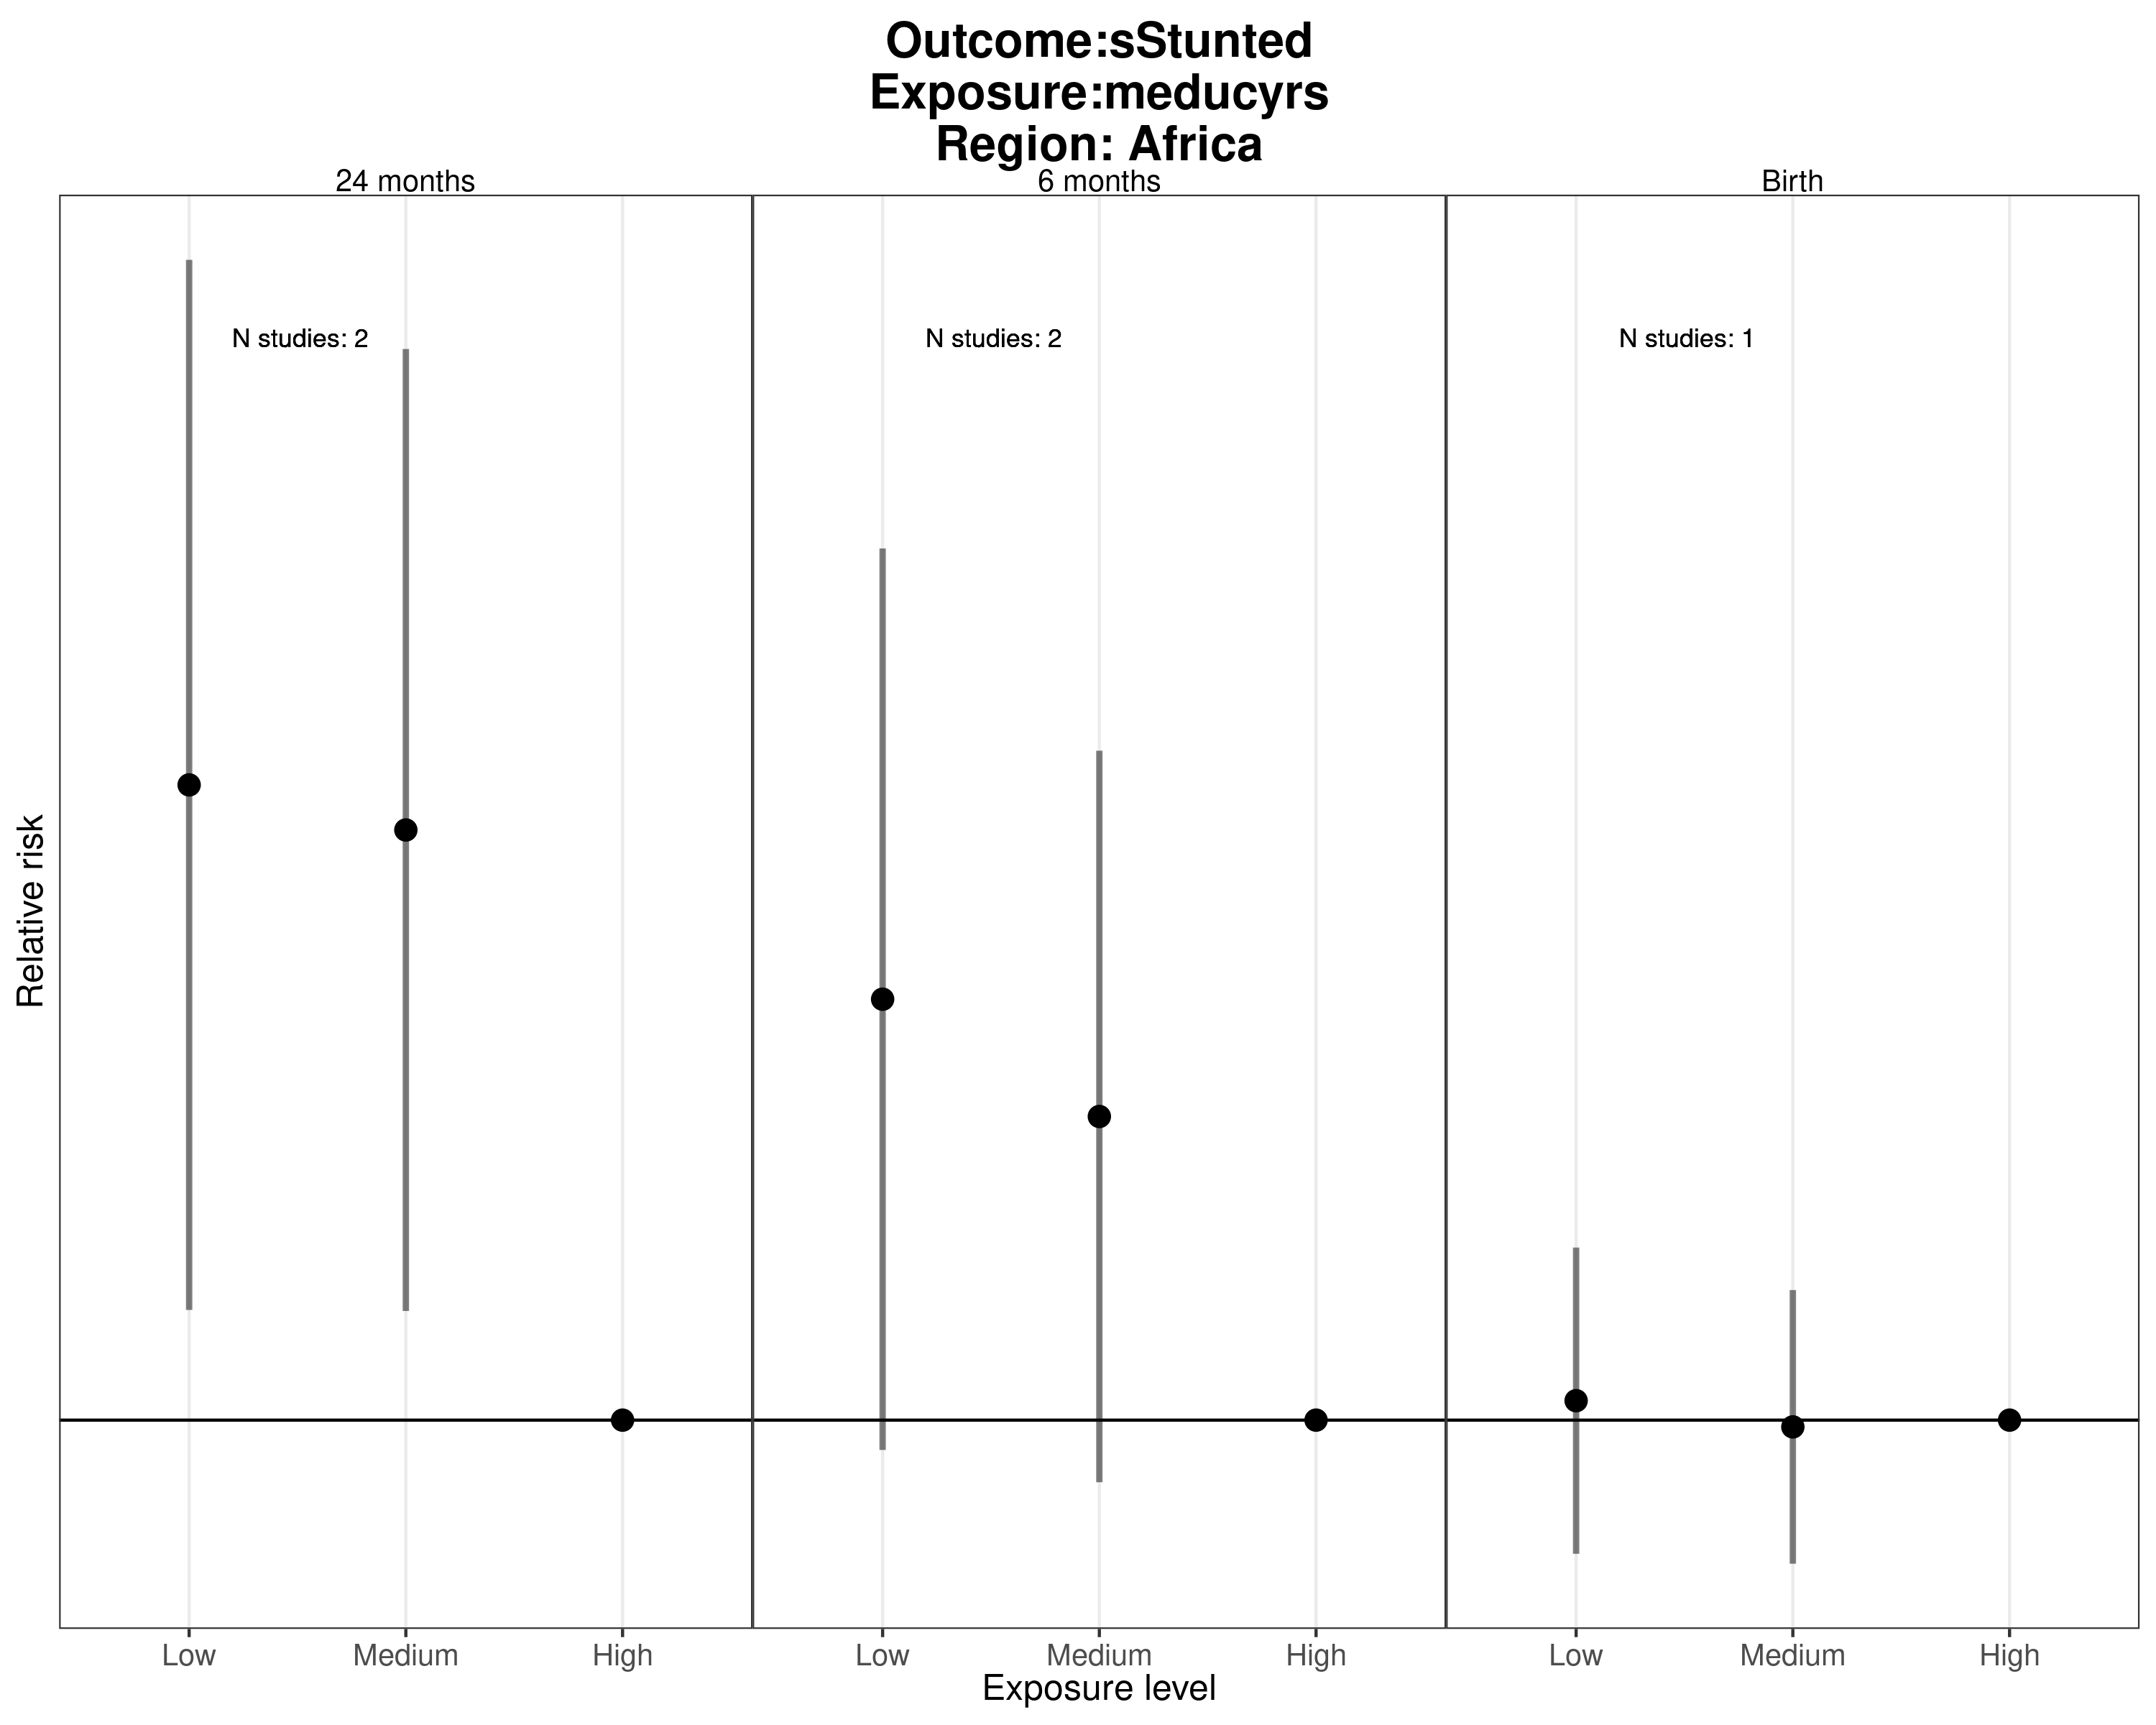 Outcome:sStunted
Exposure:meducyrs
Region: Africa
24 months
6 months
Birth
N studies: 2
N studies: 2
N studies: 1
Relative risk
Low
Medium
High
Low
Medium
High
Low
Medium
High
Exposure level